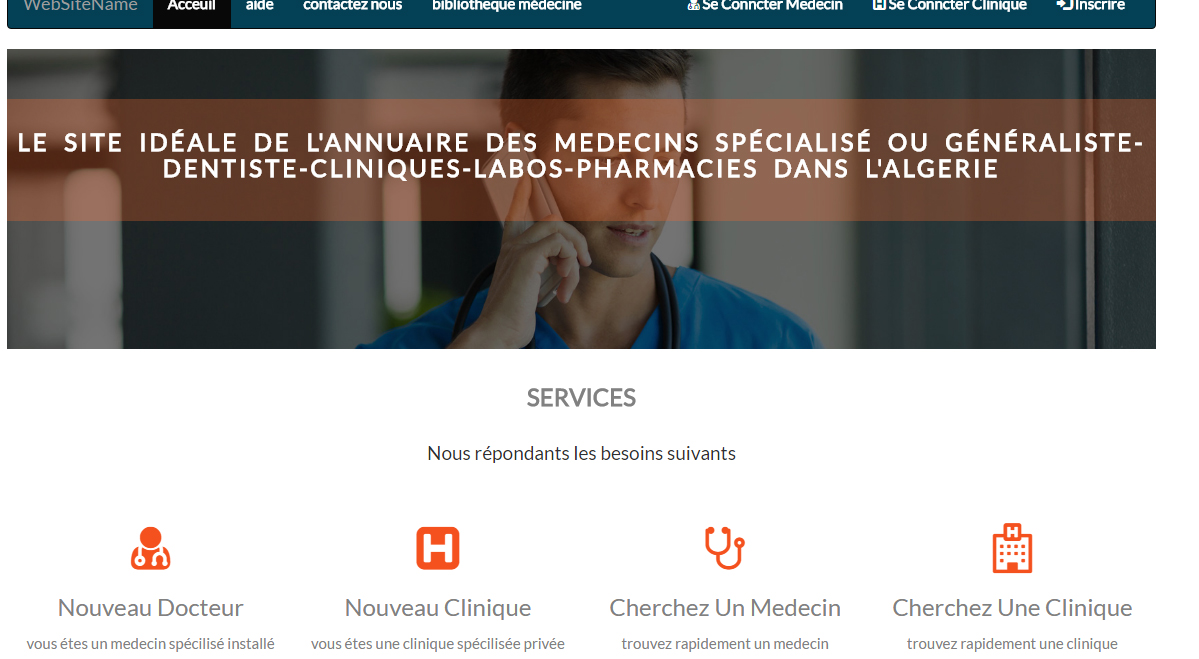 WebSiteName Acceuil aide contactez nous bibliotheque médecine Se Conncter Medecin Se Conncter Clinique Inscrire
LE SITE IDÉALE DE L'ANNUAIRE DES MEDECINS SPÉCIALISÉ OU GÉNÉRALISTE-
DENTISTE-CLINIQUES-LABOS-PHARMACIES DANS L'ALGERIE
SERVICES
Nous répondants les besoins suivants
H
Nouveau Docteur
vous étes un medecin spécilisé installé
Nouveau Clinique
vous étes une clinique spécilisée privée
Cherchez Un Medecin
trouvez rapidement un medecin
H
Cherchez Une Clinique
trouvez rapidement une clinique